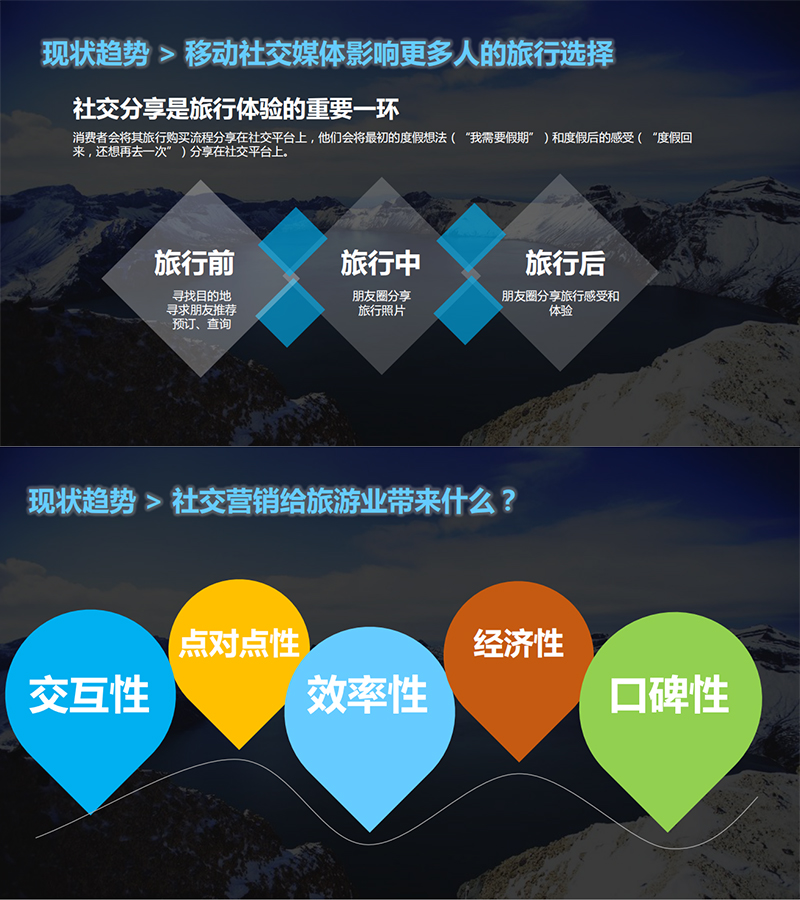 现状趋势 > 移动社交媒体影响更多人的旅行选择
社交分享是旅行体验的重要一环
消费者会将其旅行购买流程分享在社交平台上，他们会将最初的度假想法（“我需要假期”）和度假后的感受（“度假回
来，还想再去一次”）分享在社交平台上。
旅行前
寻找目的地
寻求朋友推荐
预订、查询
旅行中
朋友圈分享
旅行照片
旅行后
朋友圈分享旅行感受和
体验
现状趋势 > 社交营销给旅游业带来什么？
交互性
点对点性
效率性
经济性
口碑性